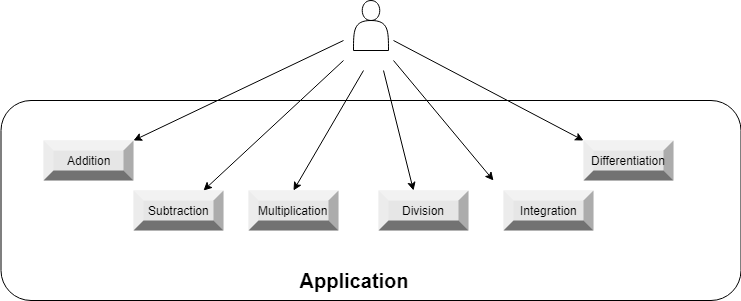 Addition
Differentiation
Subtraction
Multiplication
Division
Integration
Application